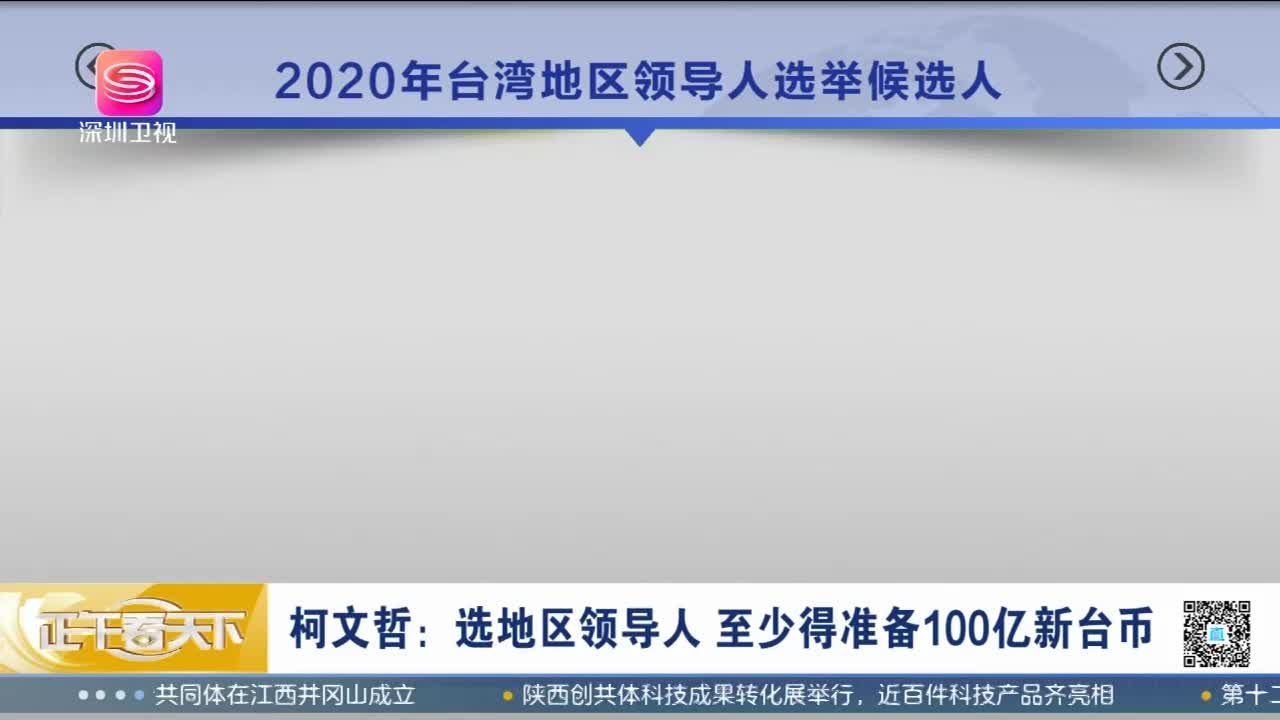 2020年台湾地区领导人选举候选人
深圳卫视
正午看天下
柯文哲：选地区领导人 至少得准备100亿新台币
共同体在江西井冈山成立
陕西创共体科技成果转化展举行，近百件科技产品齐亮相
第十二